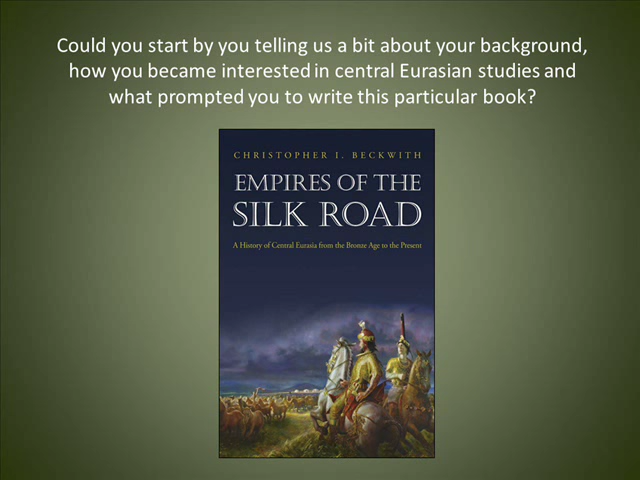 Could you start by you telling us a bit about your background,
how you became interested in central Eurasian studies and
what prompted you to write this particular book?
CHRISTOPHER I. BECKWITH
EMPIRES OF THE
SILK ROAD
A History of Central Eurasia from the Bronze Age to the Present